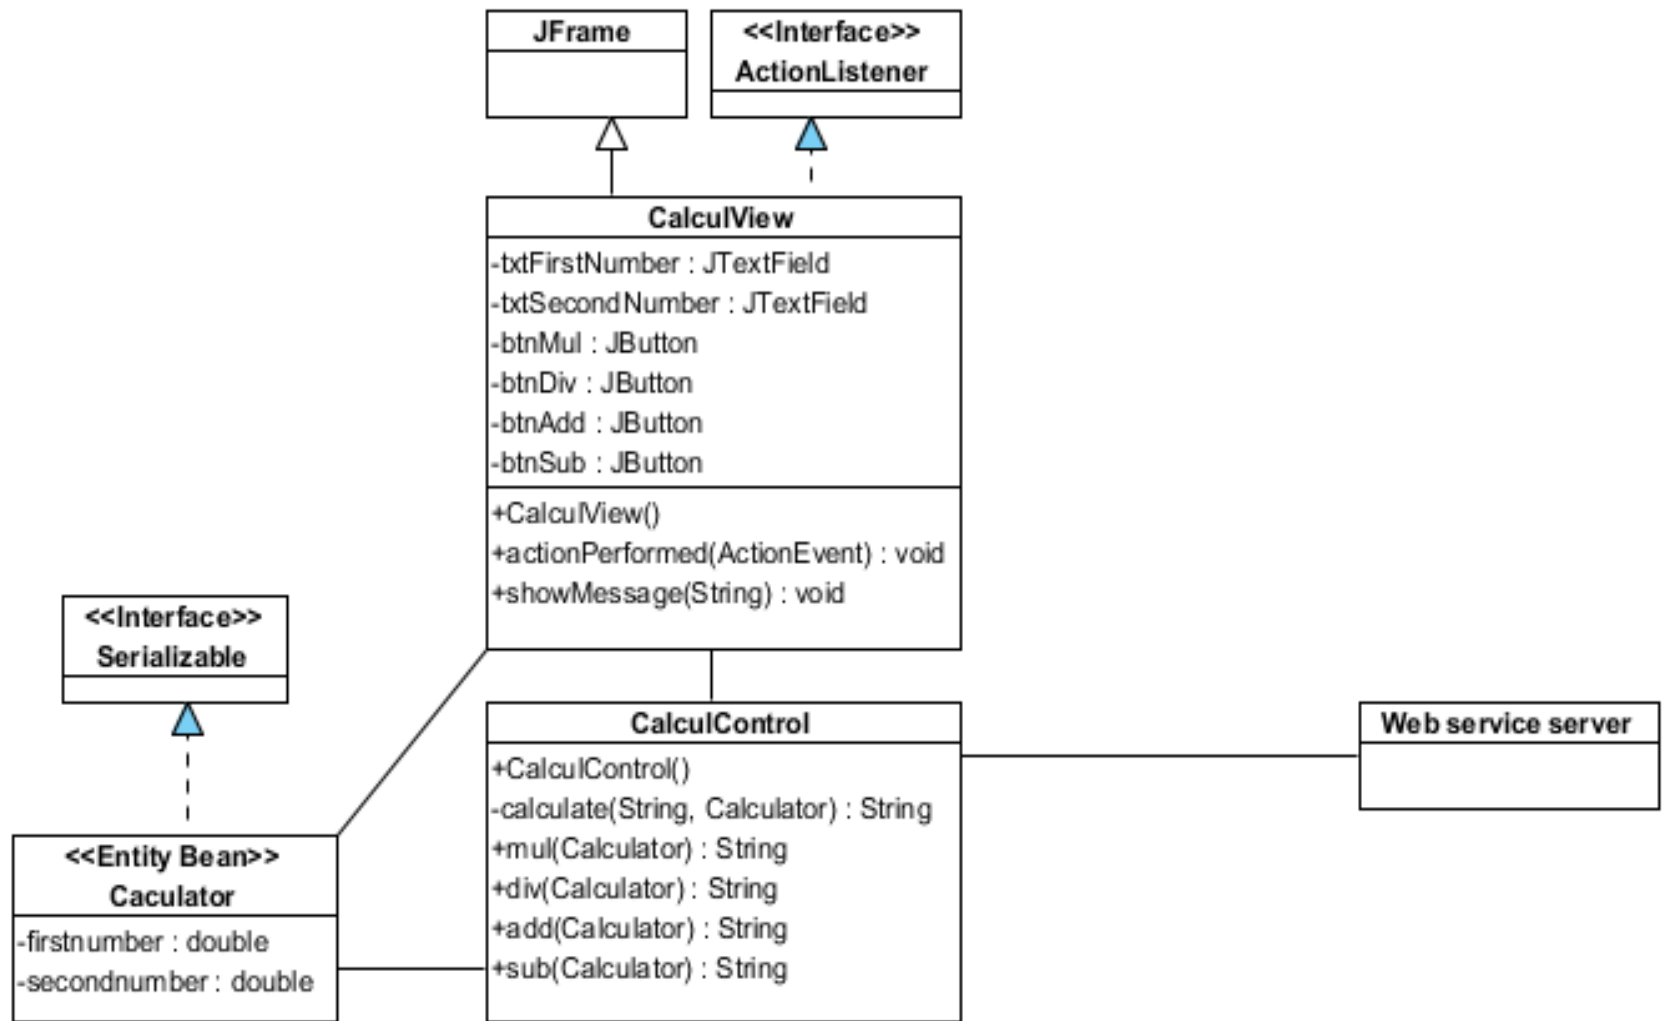 JFrame
<<Interface>>
ActionListener
CalculView
-txtFirstNumber : JTextField
-txtSecondNumber : JTextField
-btnMul : JButton
-btnDiv : JButton
-btnAdd : JButton
-btnSub : JButton
+CalculView()
+actionPerformed(ActionEvent) : void
+showMessage(String) : void
<<Interface>>
Serializable
CalculControl
+CalculControl()
-calculate(String, Calculator) : String
+mul(Calculator) : String
+div(Calculator) : String
+add(Calculator) : String
+sub(Calculator) : String
Web service server
<<Entity Bean>>
Caculator
-firstnumber : double
-secondnumber : double